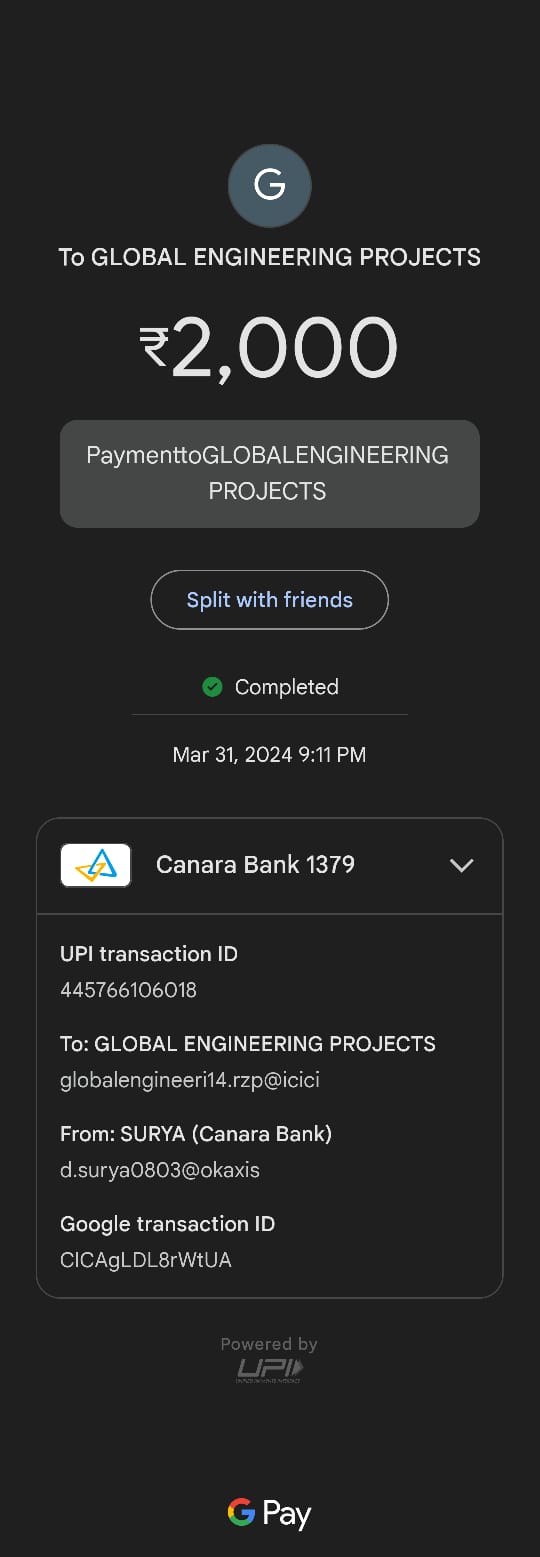 G
To GLOBAL ENGINEERING PROJECTS
₹2,000
PaymenttoGLOBALENGINEERING
PROJECTS
Split with friends
Completed
Mar 31, 2024 9:11 PM
Canara Bank 1379
UPI transaction ID
445766106018
To: GLOBAL ENGINEERING PROJECTS
globalengineeri14.rzp@icici
From: SURYA (Canara Bank)
d.surya0803@okaxis
Google transaction ID
CICAgLDL8rWtUA
Powered by
UPI
G Pay